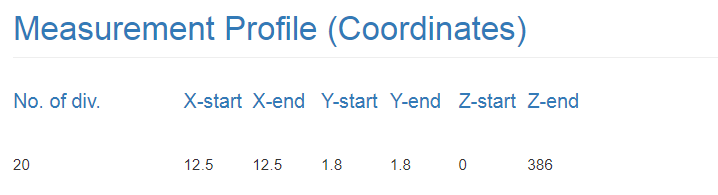 Measurement Profile (Coordinates)
No. of div. X-start X-end Y-start Y-end Z-start Z-end
20 12.5 12.5 1.8 1.8 0 386